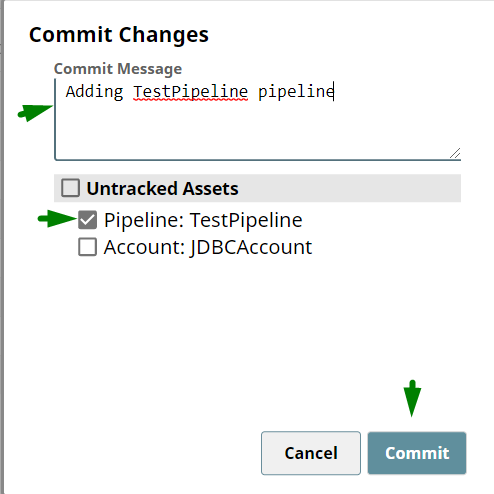 Commit Changes
Commit Message
Adding TestPipeline pipeline
Untracked Assets
Pipeline: TestPipeline
Account: JDBCAccount
Cancel
Commit